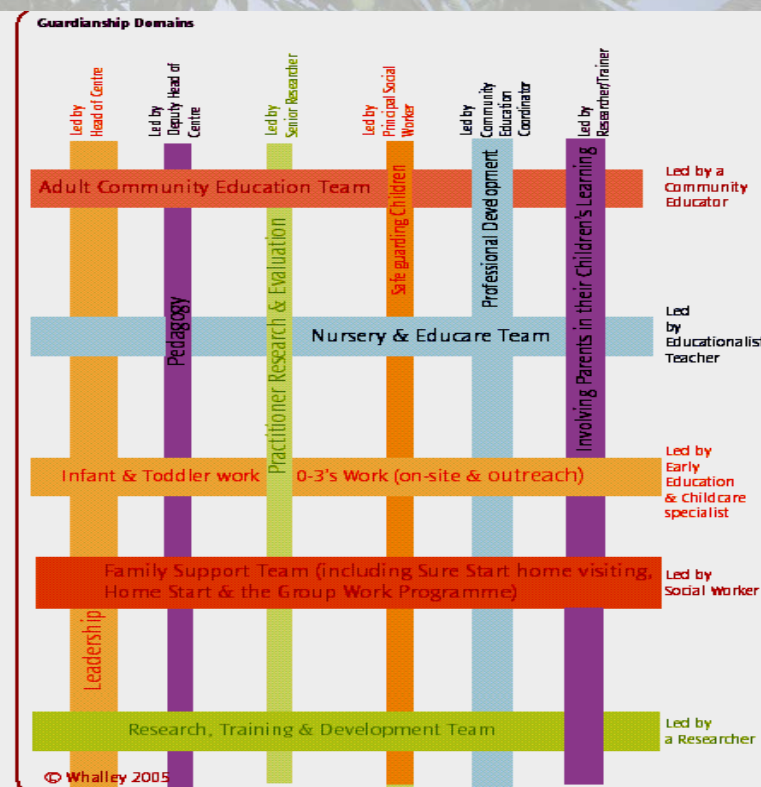 Guardianship Domains
Led by
Head of Centre
Led by
Deputy Head of
Centre
Led by
Senior Researcher
Led by
Principal Social
Worker
Led by
Community
Education
Coordinator
Led by
Researcher/Trainer
Adult Community Education Team
Led by a
Community
Educator
Safe guarding Children
Professional Development
Involving Parents in their Children's Learning
Practitioner Research & Evaluation
Pedagogy
Nursery & Educare Team
Led
by
Educationalist
Teacher
Infant & Toddler work 0-3's Work (on-site & outreach)
Led by
Early
Education
& Childcare
specialist
Family Support Team (including Sure Start home visiting,
Home Start & the Group Work Programme)
Led by
Social Worker
Leadership
Research, Training & Development Team
Led by
a Researcher
© Whalley 2005